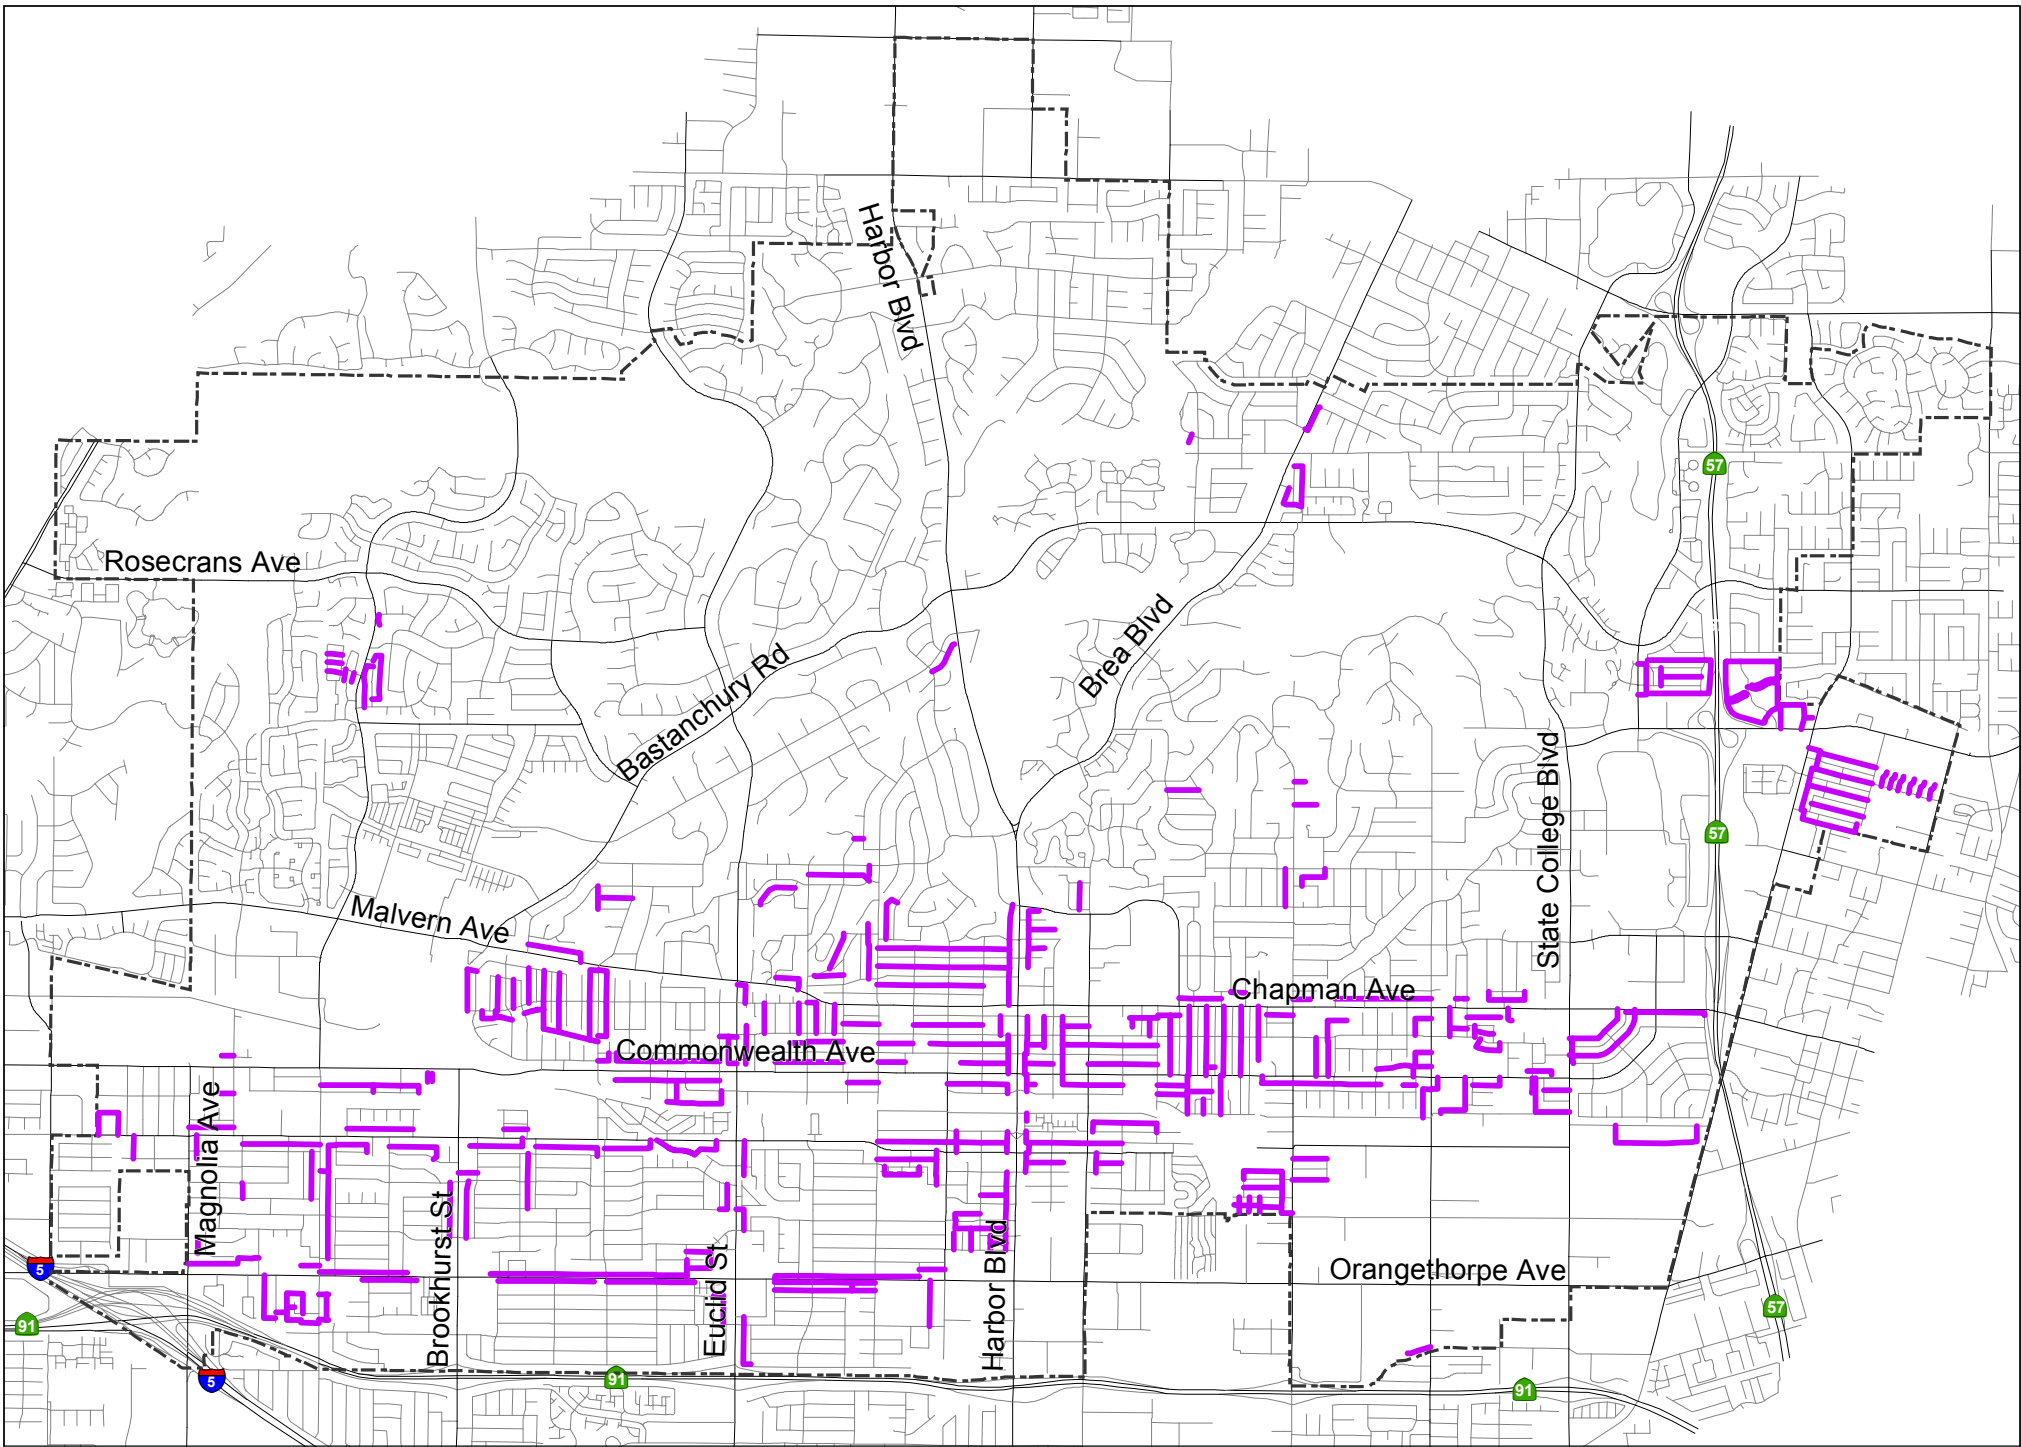 Harbor Blvd
57
Rosecrans Ave
Brea Blvd
Bastanchury Rd
State College Blvd
57
Malvern Ave
Chapman Ave
Commonwealth Ave
Magnolia Ave
Brookhurst St
Euclid St
Harbor Blvd
Orangethorpe Ave
5
91
57
5
91
91